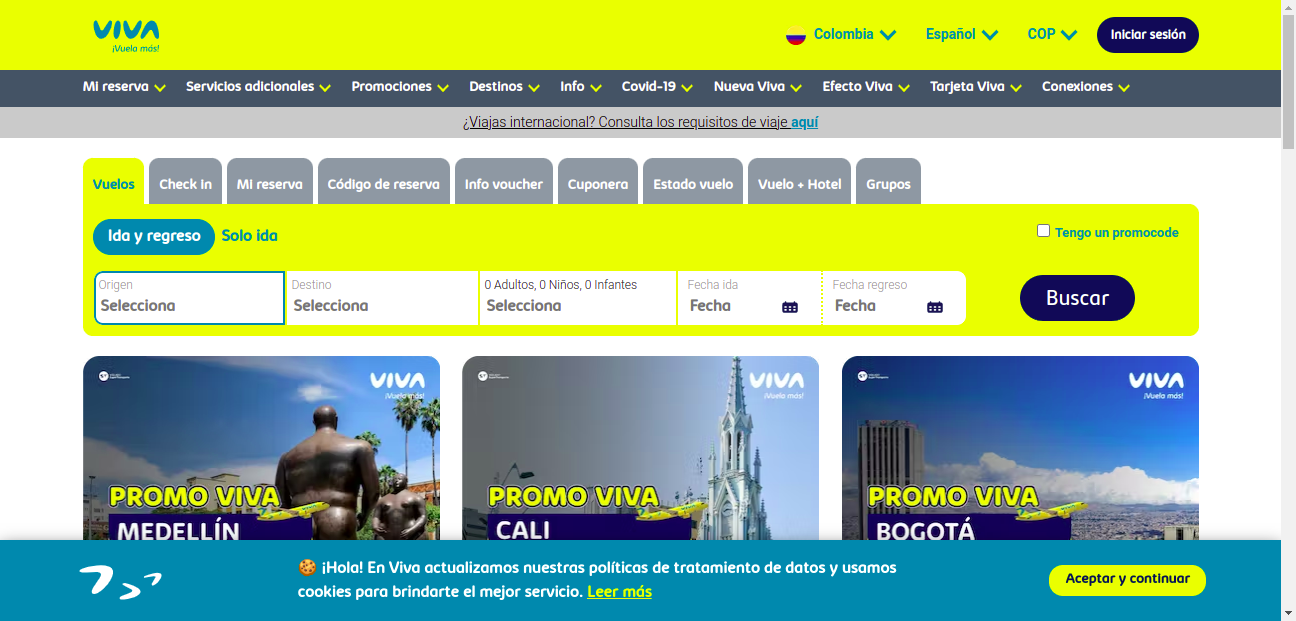 VIVA
¡Vuela más!
Colombia
Español
COP
Iniciar sesión
Mi reserva
Servicios adicionales
Promociones
Destinos
Info
Covid-19
Nueva Viva
Efecto Viva
Tarjeta Viva
Conexiones
¿Viajas internacional? Consulta los requisitos de viaje aquí
Vuelos
Check In
Mi reserva
Código de reserva
Info voucher
Cuponera
Estado vuelo
Vuelo + Hotel
Grupos
Ida y regreso
Solo ida
Tengo un promocode
Origen
Selecciona
Destino
Selecciona
0 Adultos, 0 Niños, 0 Infantes
Selecciona
Fecha ida
Fecha
Fecha regreso
Fecha
Buscar
VIVA
¡Vuela más!
PROMO VIVA
MEDELLÍN
VIVA
¡Vuela más!
PROMO VIVA
CALI
VIVA
¡Vuela más!
PROMO VIVA
BOGOTÁ
¡Hola! En Viva actualizamos nuestras políticas de tratamiento de datos y usamos
cookies para brindarte el mejor servicio. Leer más
Aceptar y continuar